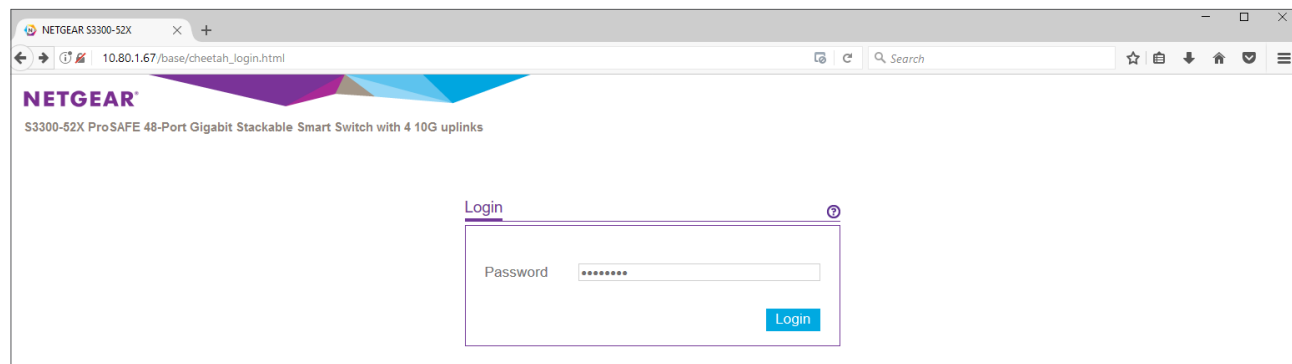 NETGEAR S3300-52X
10.80.1.67/base/cheetah_login.html
Search
NETGEAR®
S3300-52X ProSAFE 48-Port Gigabit Stackable Smart Switch with 4 10G uplinks
Login
Password ••••••••
Login